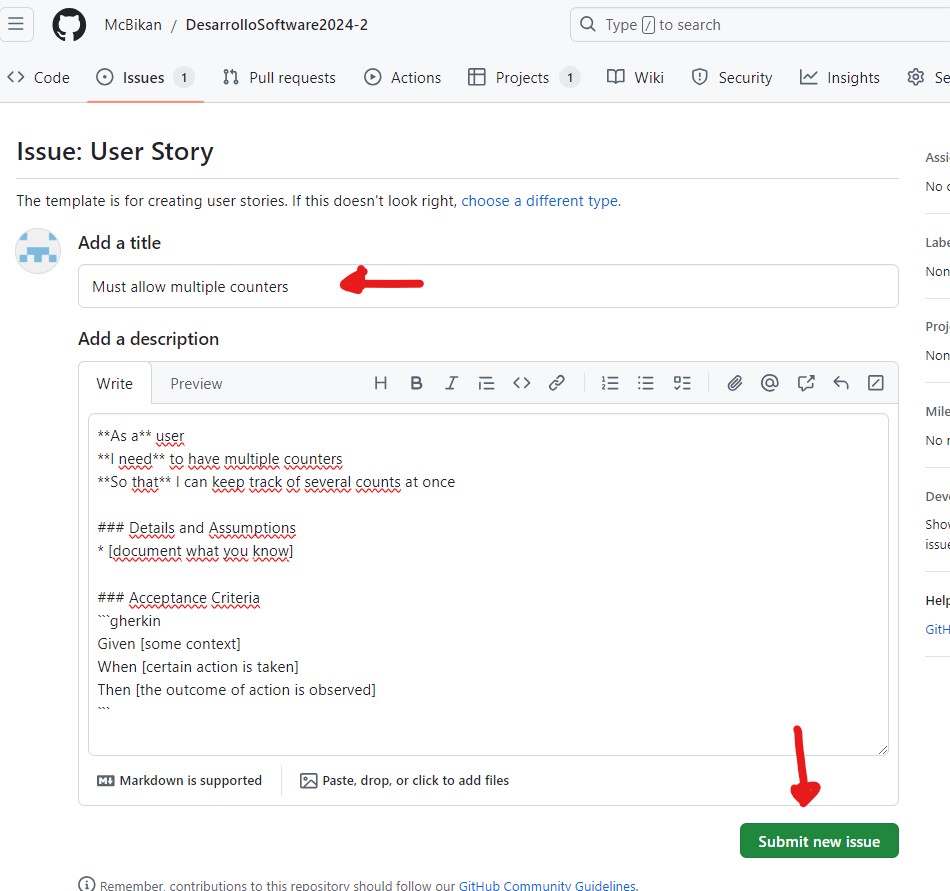 McBikan / DesarrolloSoftware2024-2
Type / to search
Code Issues 1 Pull requests Actions Projects 1 Wiki Security Insights Se
Issue: User Story
The template is for creating user stories. If this doesn't look right, choose a different type.
Add a title
Must allow multiple counters
Add a description
Write Preview
**As a** user
**I need** to have multiple counters
**So that** I can keep track of several counts at once
### Details and Assumptions
* [document what you know]
### Acceptance Criteria
```gherkin
Given [some context]
When [certain action is taken]
Then [the outcome of action is observed]
```
Markdown is supported
Paste, drop, or click to add files
Submit new issue
Remember, contributions to this repository should follow our GitHub Community Guidelines.
Assi
No o
Labe
Non
Proj
Non
Mile
No r
Deve
Show
issue
Help
GitH